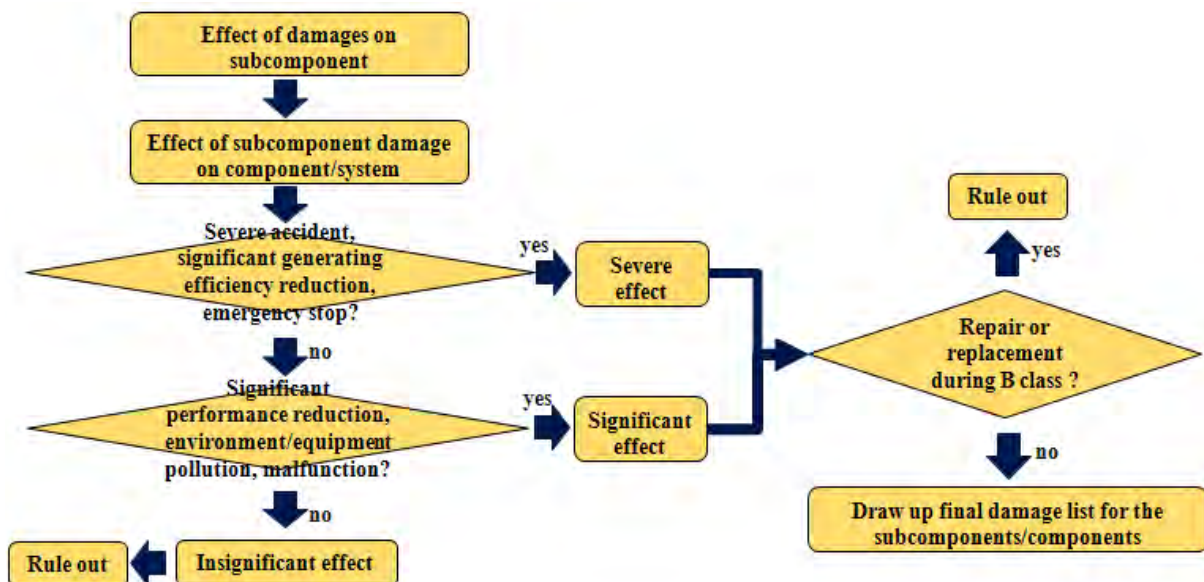 Effect of damages on
subcomponent
Effect of subcomponent damage
on component/system
Severe accident,
significant generating
efficiency reduction,
emergency stop?
yes
Severe
effect
no
Significant
performance reduction,
environment/equipment
pollution, malfunction?
yes
Significant
effect
no
Insignificant effect
Rule out
Rule out
yes
Repair or
replacement
during B class ?
no
Draw up final damage list for the
subcomponents/components